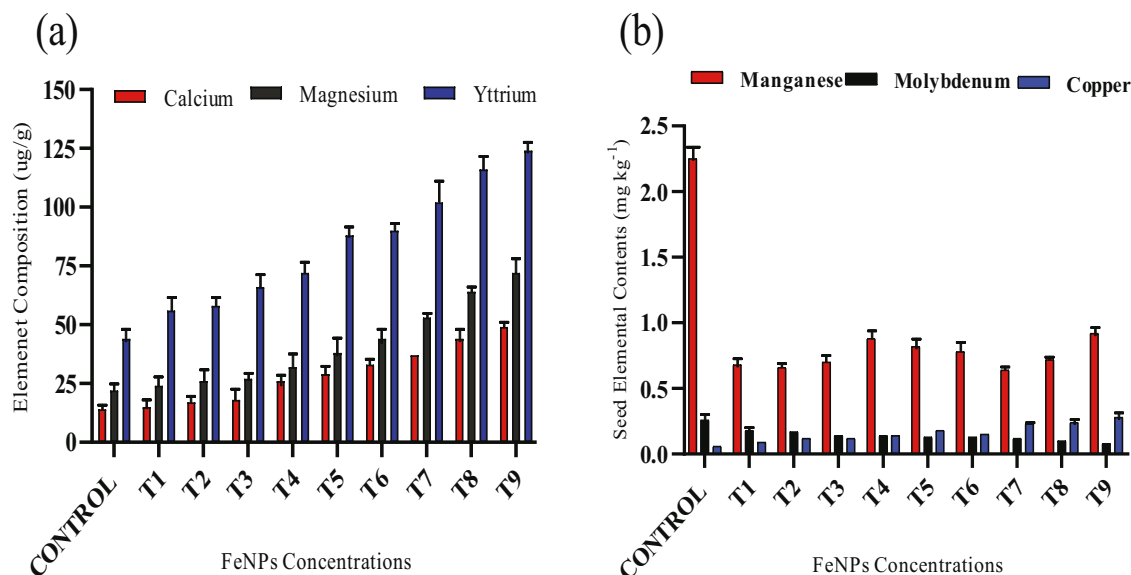 (a)
Calcium Magnesium Yttrium
Elemenet Composition (ug/g)
150
125
100
75
50
25
0
CONTROL T1 T2 T3 T4 T5 T6 T7 T8 T9
FeNPs Concentrations
(b)
Manganese Molybdenum Copper
Seed Elemental Contents (mg kg⁻¹)
2.5
2.0
1.5
1.0
0.5
0.0
CONTROL T1 T2 T3 T4 T5 T6 T7 T8 T9
FeNPs Concentrations